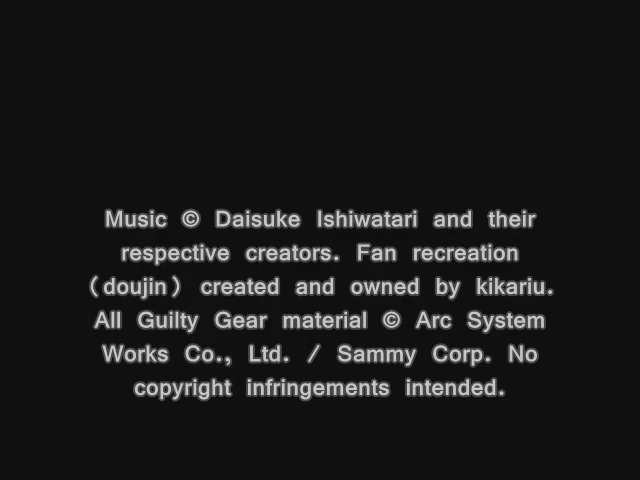 Music © Daisuke Ishiwatari and their
respective creators. Fan recreation
(doujin) created and owned by kikariu.
All Guilty Gear material © Arc System
Works Co., Ltd. / Sammy Corp. No
copyright infringements intended.